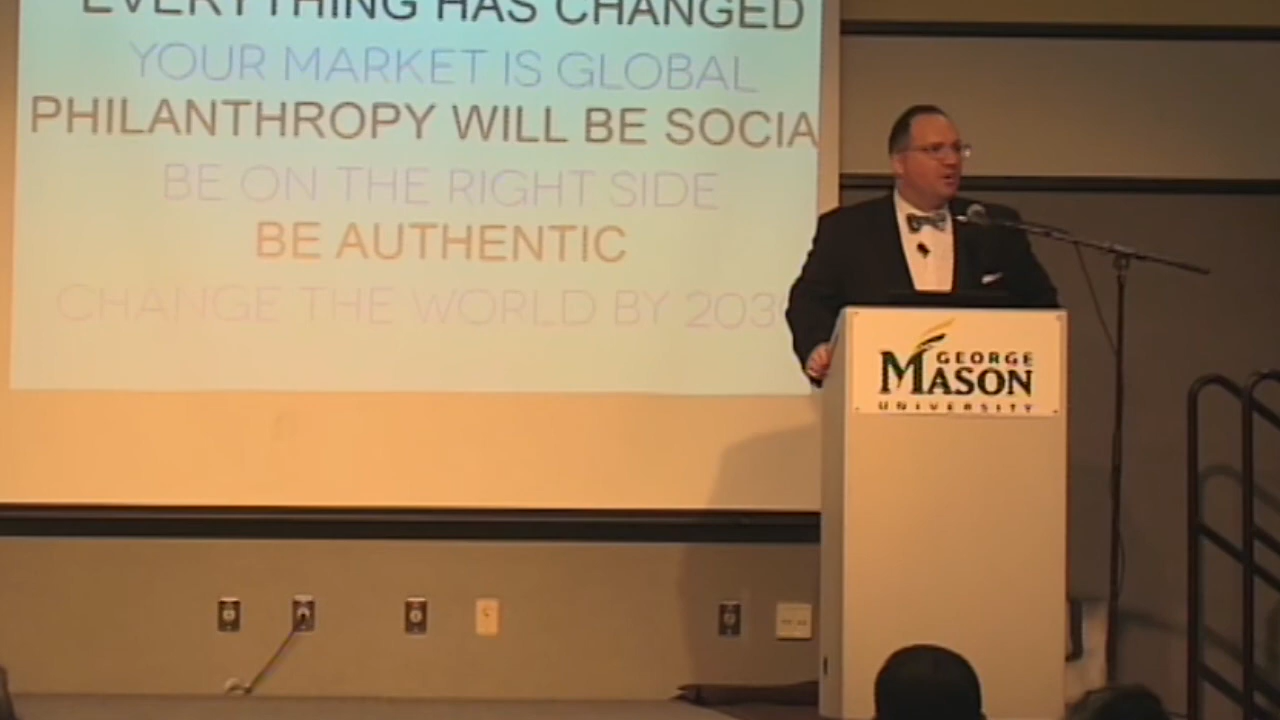 EVERYTHING HAS CHANGED
YOUR MARKET IS GLOBAL
PHILANTHROPY WILL BE SOCIA
BE ON THE RIGHT SIDE
BE AUTHENTIC
CHANGE THE WORLD BY 2030
GEORGE
MASON
UNIVERSITY